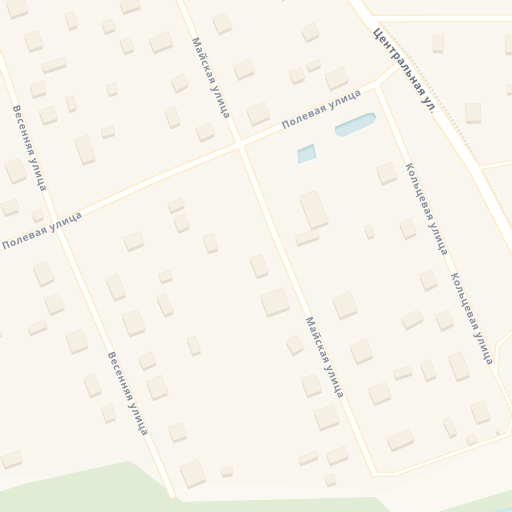 Центральная ул.
Майская улица
Полевая улица
Весенняя улица
Кольцевая улица
Полевая улица
Кольцевая улица
Майская улица
Весенняя улица